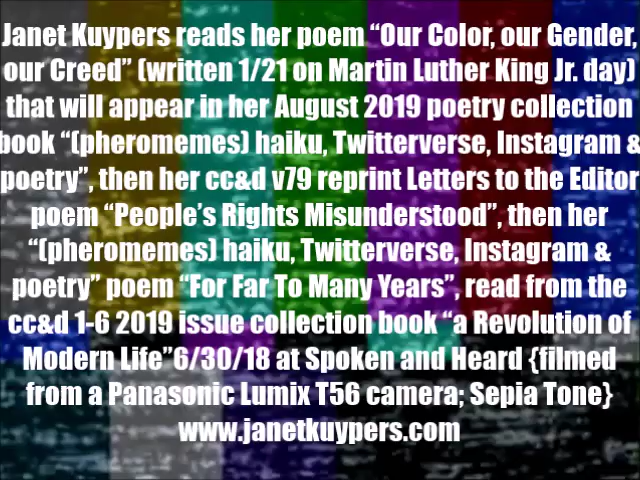 Janet Kuypers reads her poem “Our Color, our Gender,
our Creed” (written 1/21 on Martin Luther King Jr. day)
that will appear in her August 2019 poetry collection
book “(pheromemes) haiku, Twitterverse, Instagram &
poetry”, then her cc&d v79 reprint Letters to the Editor
poem “People’s Rights Misunderstood”, then her
“(pheromemes) haiku, Twitterverse, Instagram &
poetry” poem “For Far To Many Years”, read from the
cc&d 1-6 2019 issue collection book “a Revolution of
Modern Life”6/30/18 at Spoken and Heard {filmed
from a Panasonic Lumix T56 camera; Sepia Tone}
www.janetkuypers.com